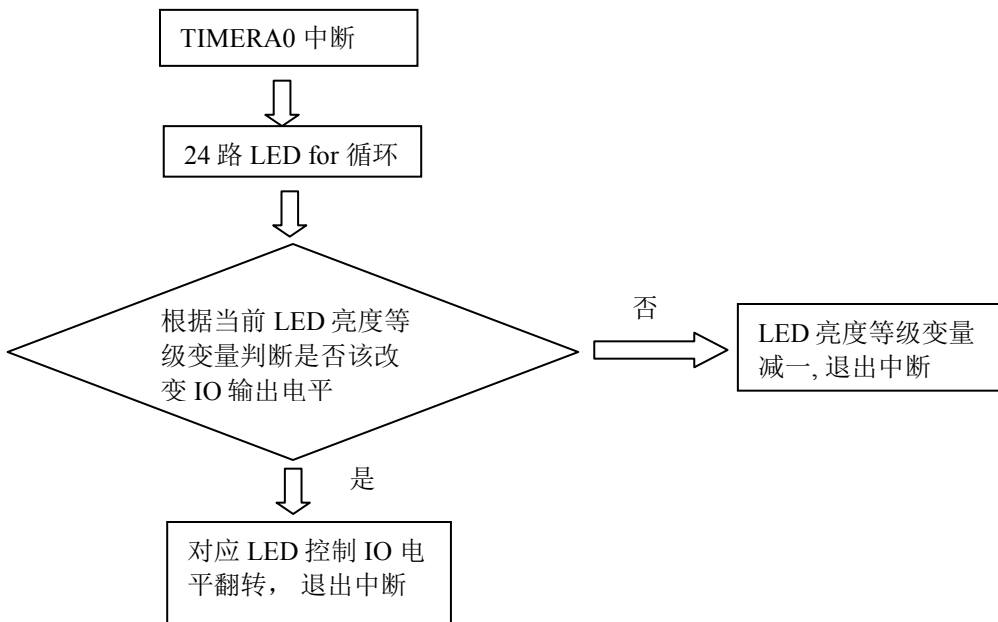 TIMERA0 中断
24 路 LED for 循环
根据当前 LED 亮度等
级变量判断是否该改
变 IO 输出电平
否
LED 亮度等级变量
减一, 退出中断
是
对应 LED 控制 IO 电
平翻转， 退出中断